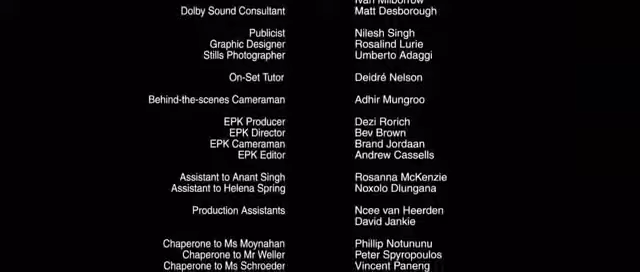 Ivan Milborrow
Dolby Sound Consultant Matt Desborough
Publicist Nilesh Singh
Graphic Designer Rosalind Lurie
Stills Photographer Umberto Adaggi
On-Set Tutor Deidré Nelson
Behind-the-scenes Cameraman Adhir Mungroo
EPK Producer Dezi Rorich
EPK Director Bev Brown
EPK Cameraman Brand Jordaan
EPK Editor Andrew Cassells
Assistant to Anant Singh Rosanna McKenzie
Assistant to Helena Spring Noxolo Dlungana
Production Assistants Ncee van Heerden
David Jankie
Chaperone to Ms Moynahan Phillip Notununu
Chaperone to Mr Weller Peter Spyropoulos
Chaperone to Ms Schroeder Vincent Paneng